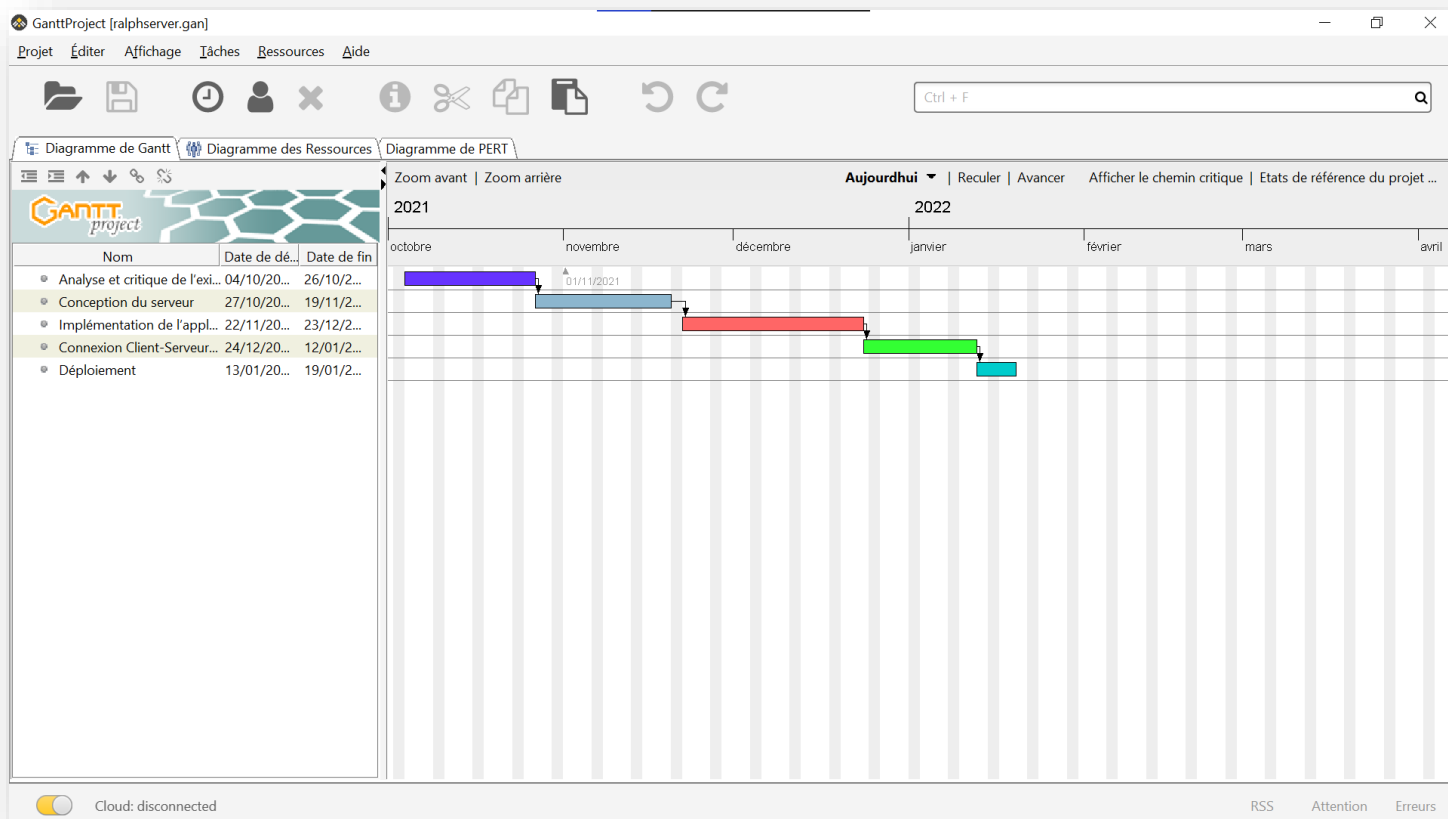 GanttProject [ralphserver.gan]
Projet Éditer Affichage Tâches Ressources Aide
Ctrl + F
Diagramme de Gantt Diagramme des Ressources Diagramme de PERT
Zoom avant | Zoom arrière Aujourdhui | Reculer | Avancer Afficher le chemin critique | Etats de référence du projet ...
GANTT project
2021 2022
octobre novembre décembre janvier février mars avril
Nom Date de dé... Date de fin
Analyse et critique de l'exi... 04/10/20... 26/10/2...
01/11/2021
Conception du serveur 27/10/20... 19/11/2...
Implémentation de l'appl... 22/11/20... 23/12/2...
Connexion Client-Serveur... 24/12/20... 12/01/2...
Déploiement 13/01/20... 19/01/2...
Cloud: disconnected RSS Attention Erreurs